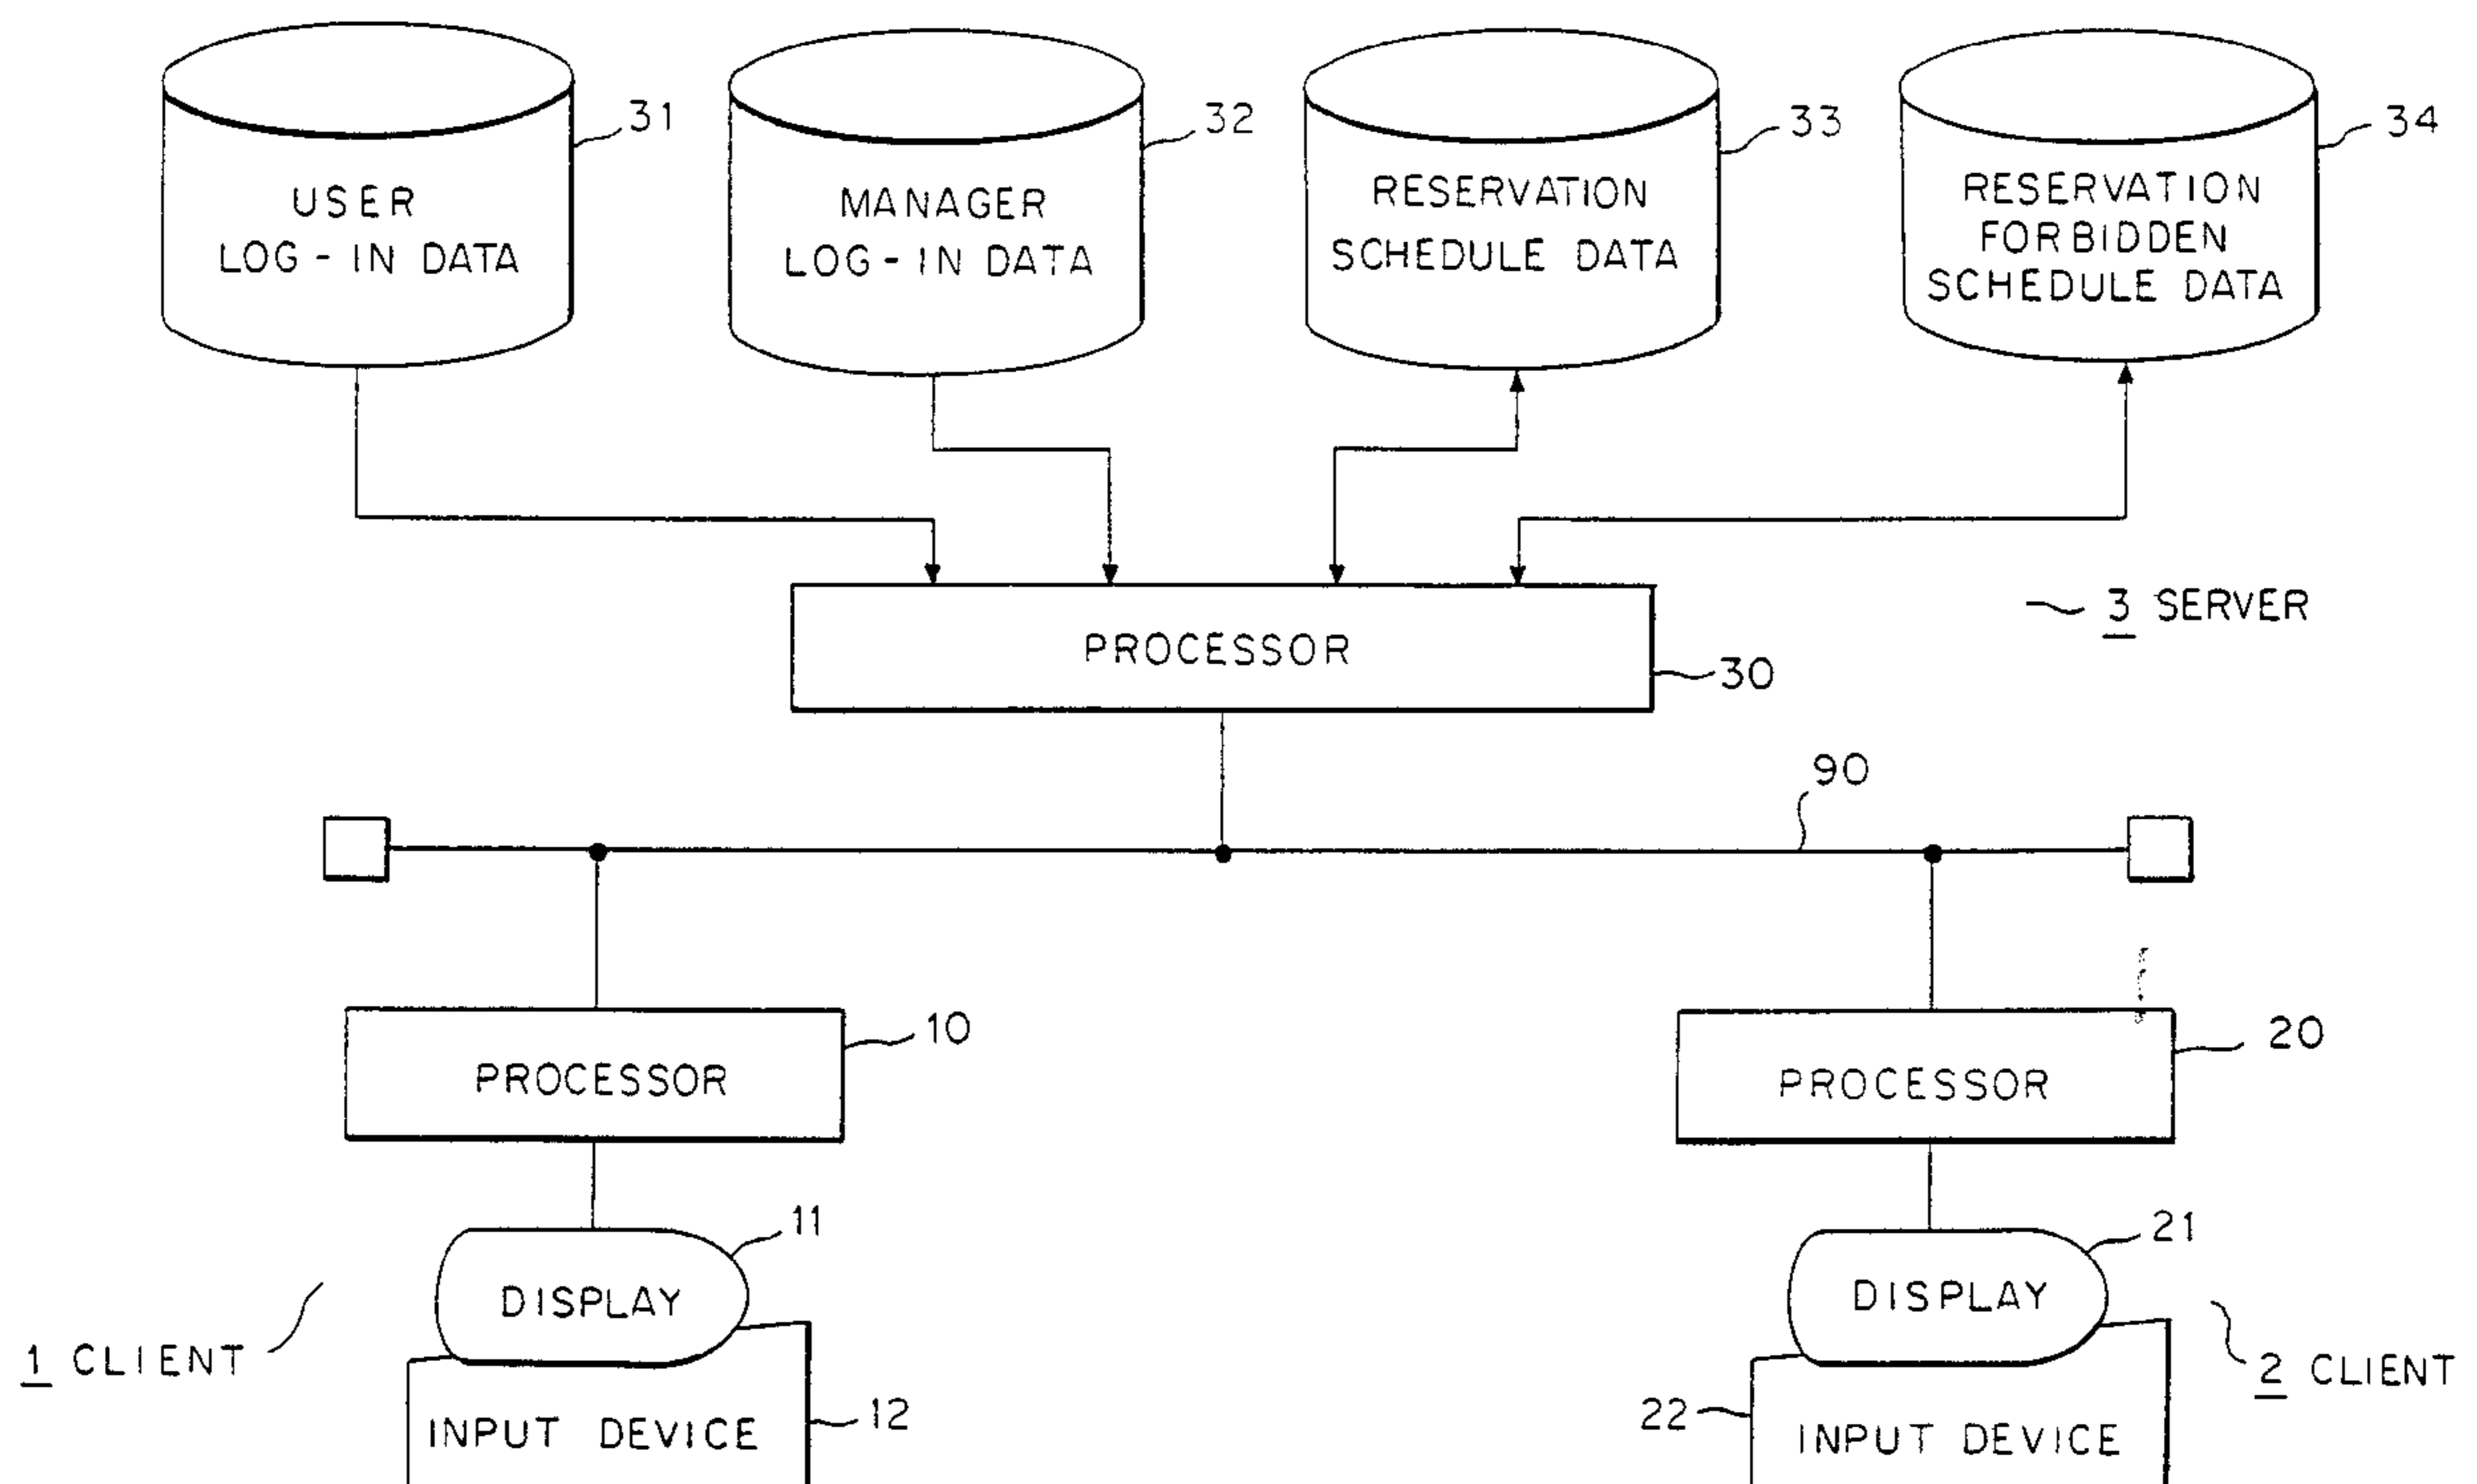 31
32
33
34
USER
LOG-IN DATA
MANAGER
LOG-IN DATA
RESERVATION
SCHEDULE DATA
RESERVATION
FORBIDDEN
SCHEDULE DATA
3 SERVER
PROCESSOR
30
90
PROCESSOR
10
PROCESSOR
20
DISPLAY
11
DISPLAY
21
1 CLIENT
2 CLIENT
INPUT DEVICE
12
22
INPUT DEVICE